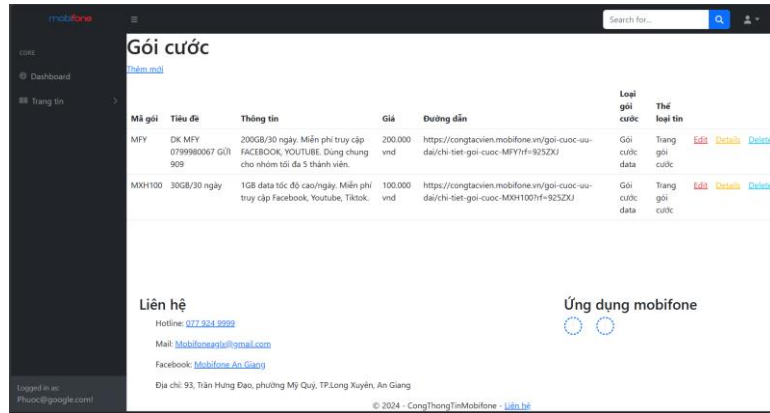 mobifone
Search for...
CORE
Dashboard
Trang tin
Gói cước
Thêm mới
Mã gói Tiêu đề Thông tin Giá Đường dẫn Loại gói cước Thể loại tin
MFY DK MFY 0799980067 GỬI 909 200GB/30 ngày. Miễn phí truy cập FACEBOOK, YOUTUBE. Dùng chung cho nhóm tối đa 5 thành viên. 200.000 vnd https://congtacvien.mobifone.vn/goi-cuoc-uu-dai/chi-tiet-goi-cuoc-MFY?rf=925ZXJ Gói cước data Trang gói cước Edit Details Delete
MXH100 30GB/30 ngày 1GB data tốc độ cao/ngày. Miễn phí truy cập Facebook, Youtube, Tiktok. 100.000 vnd https://congtacvien.mobifone.vn/goi-cuoc-uu-dai/chi-tiet-goi-cuoc-MXH100?rf=925ZXJ Gói cước data Trang gói cước Edit Details Delete
Liên hệ
Hotline: 077 924 9999
Mail: Mobifoneaglx@gmail.com
Facebook: Mobifone An Giang
Địa chỉ: 93, Trần Hưng Đạo, phường Mỹ Quý, TP.Long Xuyên, An Giang
Ứng dụng mobifone
© 2024 - CongThongTinMobifone - Liên hệ
Logged in as:
Phuoc@google.com!